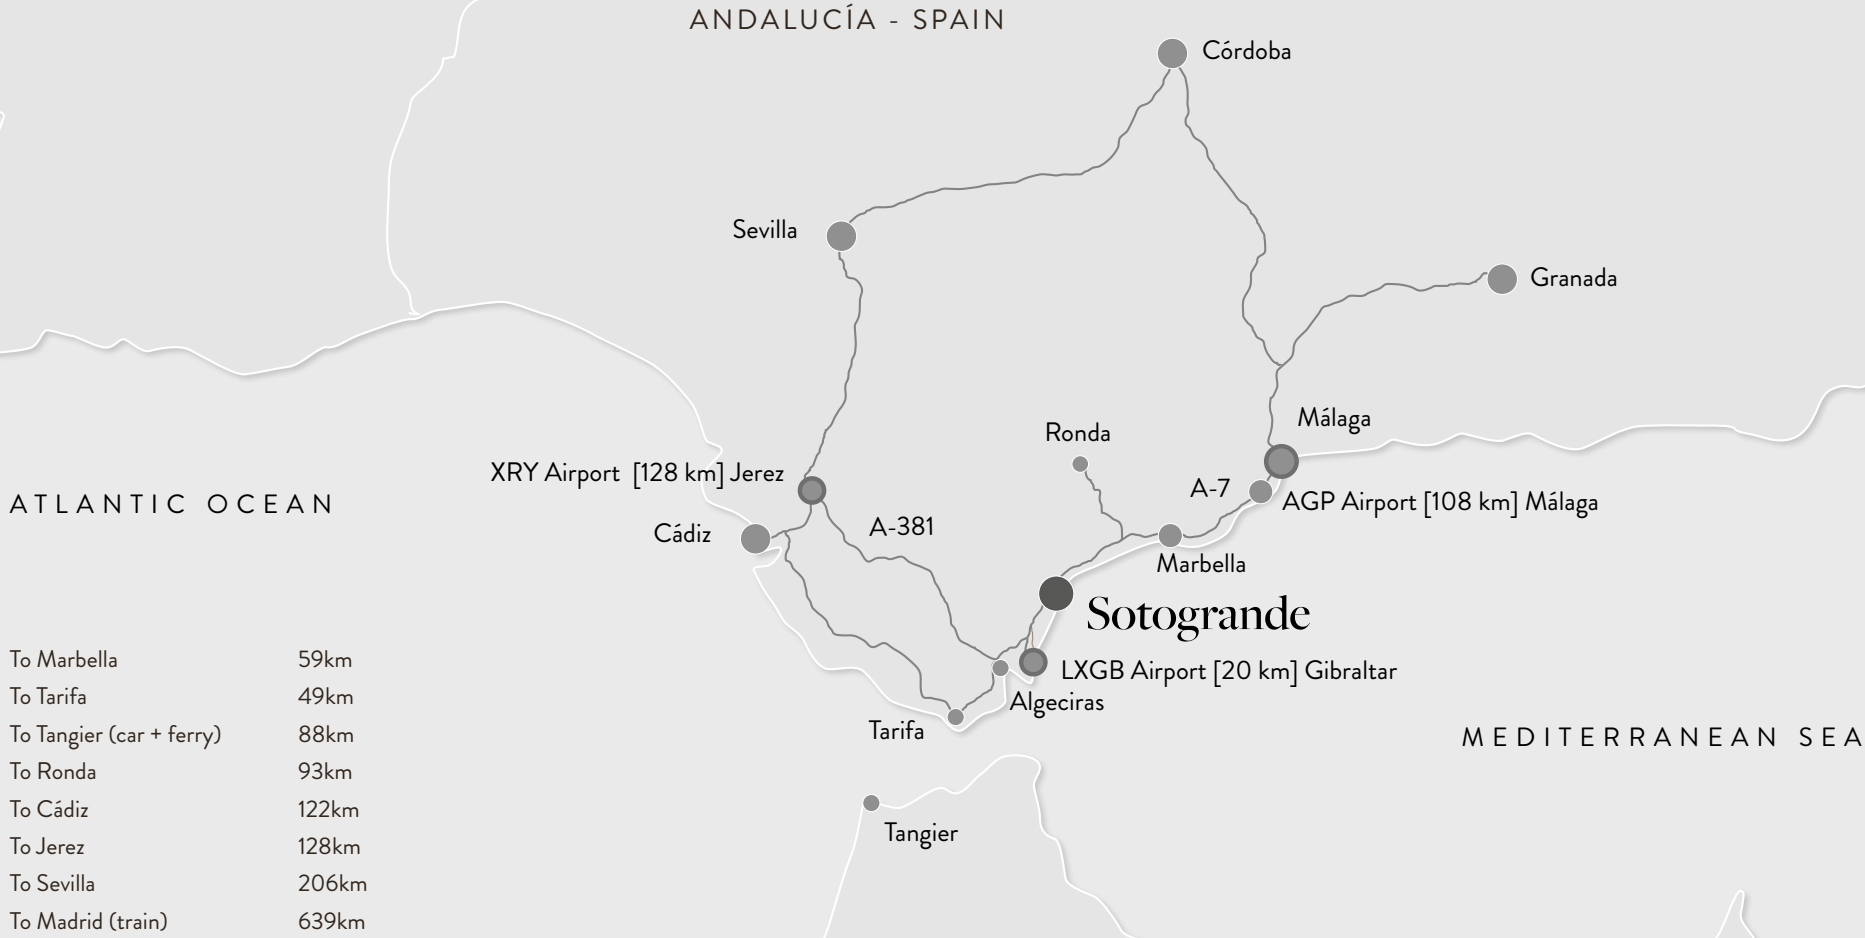 ANDALUCÍA - SPAIN
Córdoba
Sevilla
Granada
Málaga
Ronda
XRY Airport [128 km] Jerez
A-7
AGP Airport [108 km] Málaga
ATLANTIC OCEAN
Cádiz
A-381
Marbella
Sotogrande
LXGB Airport [20 km] Gibraltar
Algeciras
Tarifa
MEDITERRANEAN SEA
Tangier
To Marbella 59km
To Tarifa 49km
To Tangier (car + ferry) 88km
To Ronda 93km
To Cádiz 122km
To Jerez 128km
To Sevilla 206km
To Madrid (train) 639km